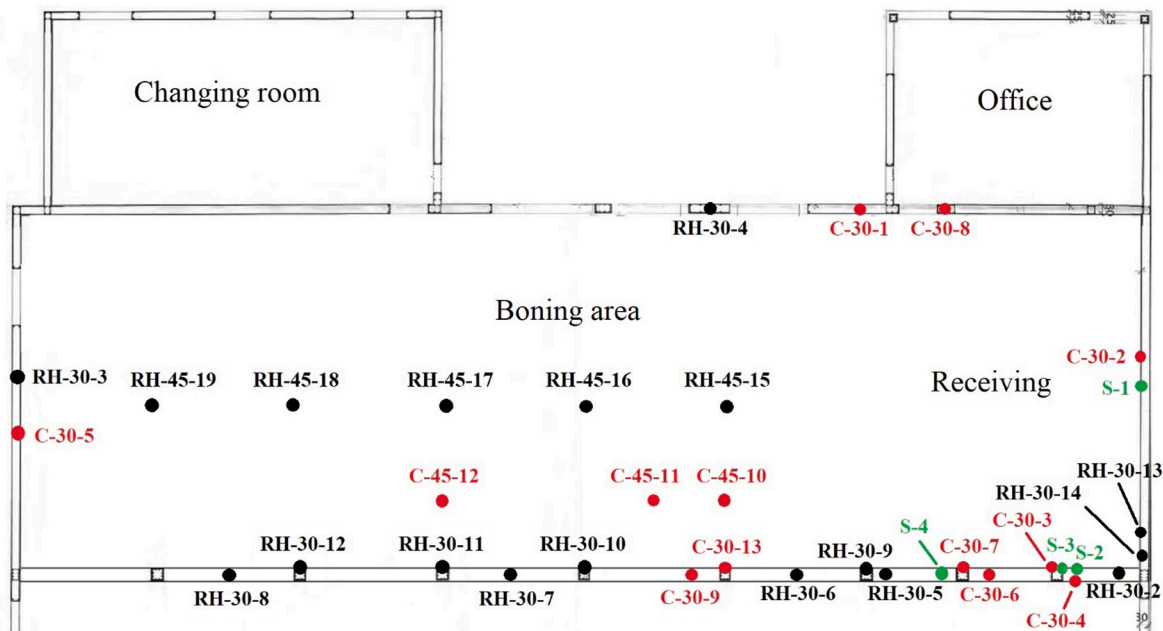 25
25
Changing room
Office
30
RH-30-4
C-30-1
C-30-8
Boning area
C-30-2
RH-30-3
RH-45-19
RH-45-18
RH-45-17
RH-45-16
RH-45-15
Receiving
S-1
C-30-5
C-45-12
C-45-11
C-45-10
RH-30-13
RH-30-14
C-30-3
S-4
RH-30-12
RH-30-11
RH-30-10
C-30-13
RH-30-9
C-30-7
S-3
S-2
RH-30-8
RH-30-7
C-30-9
RH-30-6
RH-30-5
C-30-6
RH-30-2
C-30-4
30